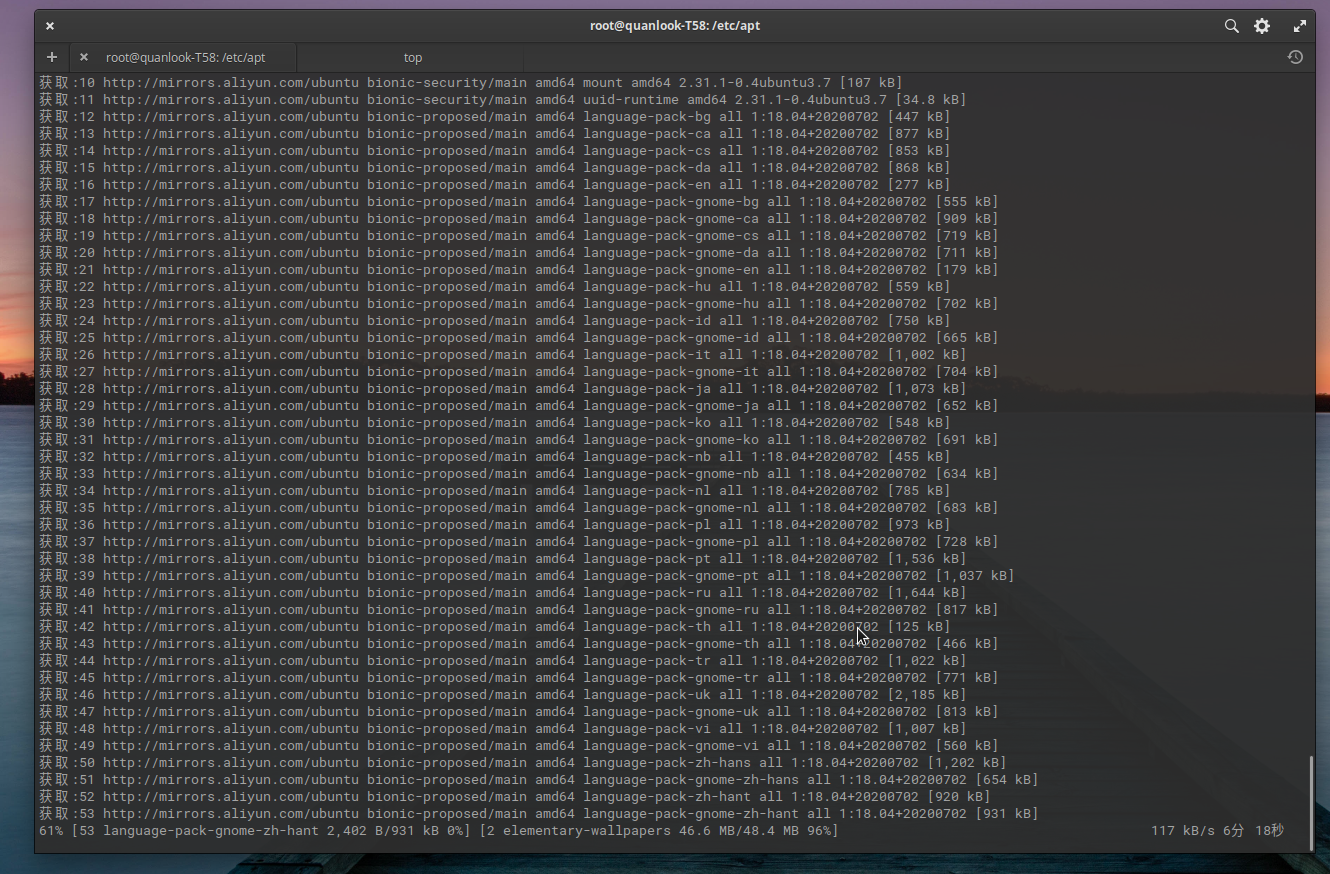 root@quanlook-T58: /etc/apt
root@quanlook-T58: /etc/apt
top
获取:10 http://mirrors.aliyun.com/ubuntu bionic-security/main amd64 mount amd64 2.31.1-0.4ubuntu3.7 [107 kB]
获取:11 http://mirrors.aliyun.com/ubuntu bionic-security/main amd64 uuid-runtime amd64 2.31.1-0.4ubuntu3.7 [34.8 kB]
获取:12 http://mirrors.aliyun.com/ubuntu bionic-proposed/main amd64 language-pack-bg all 1:18.04+20200702 [447 kB]
获取:13 http://mirrors.aliyun.com/ubuntu bionic-proposed/main amd64 language-pack-ca all 1:18.04+20200702 [877 kB]
获取:14 http://mirrors.aliyun.com/ubuntu bionic-proposed/main amd64 language-pack-cs all 1:18.04+20200702 [853 kB]
获取:15 http://mirrors.aliyun.com/ubuntu bionic-proposed/main amd64 language-pack-da all 1:18.04+20200702 [868 kB]
获取:16 http://mirrors.aliyun.com/ubuntu bionic-proposed/main amd64 language-pack-en all 1:18.04+20200702 [277 kB]
获取:17 http://mirrors.aliyun.com/ubuntu bionic-proposed/main amd64 language-pack-gnome-bg all 1:18.04+20200702 [555 kB]
获取:18 http://mirrors.aliyun.com/ubuntu bionic-proposed/main amd64 language-pack-gnome-ca all 1:18.04+20200702 [909 kB]
获取:19 http://mirrors.aliyun.com/ubuntu bionic-proposed/main amd64 language-pack-gnome-cs all 1:18.04+20200702 [719 kB]
获取:20 http://mirrors.aliyun.com/ubuntu bionic-proposed/main amd64 language-pack-gnome-da all 1:18.04+20200702 [711 kB]
获取:21 http://mirrors.aliyun.com/ubuntu bionic-proposed/main amd64 language-pack-gnome-en all 1:18.04+20200702 [179 kB]
获取:22 http://mirrors.aliyun.com/ubuntu bionic-proposed/main amd64 language-pack-hu all 1:18.04+20200702 [559 kB]
获取:23 http://mirrors.aliyun.com/ubuntu bionic-proposed/main amd64 language-pack-gnome-hu all 1:18.04+20200702 [702 kB]
获取:24 http://mirrors.aliyun.com/ubuntu bionic-proposed/main amd64 language-pack-id all 1:18.04+20200702 [750 kB]
获取:25 http://mirrors.aliyun.com/ubuntu bionic-proposed/main amd64 language-pack-gnome-id all 1:18.04+20200702 [665 kB]
获取:26 http://mirrors.aliyun.com/ubuntu bionic-proposed/main amd64 language-pack-it all 1:18.04+20200702 [1,002 kB]
获取:27 http://mirrors.aliyun.com/ubuntu bionic-proposed/main amd64 language-pack-gnome-it all 1:18.04+20200702 [704 kB]
获取:28 http://mirrors.aliyun.com/ubuntu bionic-proposed/main amd64 language-pack-ja all 1:18.04+20200702 [1,073 kB]
获取:29 http://mirrors.aliyun.com/ubuntu bionic-proposed/main amd64 language-pack-gnome-ja all 1:18.04+20200702 [652 kB]
获取:30 http://mirrors.aliyun.com/ubuntu bionic-proposed/main amd64 language-pack-ko all 1:18.04+20200702 [548 kB]
获取:31 http://mirrors.aliyun.com/ubuntu bionic-proposed/main amd64 language-pack-gnome-ko all 1:18.04+20200702 [691 kB]
获取:32 http://mirrors.aliyun.com/ubuntu bionic-proposed/main amd64 language-pack-nb all 1:18.04+20200702 [455 kB]
获取:33 http://mirrors.aliyun.com/ubuntu bionic-proposed/main amd64 language-pack-gnome-nb all 1:18.04+20200702 [634 kB]
获取:34 http://mirrors.aliyun.com/ubuntu bionic-proposed/main amd64 language-pack-nl all 1:18.04+20200702 [785 kB]
获取:35 http://mirrors.aliyun.com/ubuntu bionic-proposed/main amd64 language-pack-gnome-nl all 1:18.04+20200702 [683 kB]
获取:36 http://mirrors.aliyun.com/ubuntu bionic-proposed/main amd64 language-pack-pl all 1:18.04+20200702 [973 kB]
获取:37 http://mirrors.aliyun.com/ubuntu bionic-proposed/main amd64 language-pack-gnome-pl all 1:18.04+20200702 [728 kB]
获取:38 http://mirrors.aliyun.com/ubuntu bionic-proposed/main amd64 language-pack-pt all 1:18.04+20200702 [1,536 kB]
获取:39 http://mirrors.aliyun.com/ubuntu bionic-proposed/main amd64 language-pack-gnome-pt all 1:18.04+20200702 [1,037 kB]
获取:40 http://mirrors.aliyun.com/ubuntu bionic-proposed/main amd64 language-pack-ru all 1:18.04+20200702 [1,644 kB]
获取:41 http://mirrors.aliyun.com/ubuntu bionic-proposed/main amd64 language-pack-gnome-ru all 1:18.04+20200702 [817 kB]
获取:42 http://mirrors.aliyun.com/ubuntu bionic-proposed/main amd64 language-pack-th all 1:18.04+20200702 [125 kB]
获取:43 http://mirrors.aliyun.com/ubuntu bionic-proposed/main amd64 language-pack-gnome-th all 1:18.04+20200702 [466 kB]
获取:44 http://mirrors.aliyun.com/ubuntu bionic-proposed/main amd64 language-pack-tr all 1:18.04+20200702 [1,022 kB]
获取:45 http://mirrors.aliyun.com/ubuntu bionic-proposed/main amd64 language-pack-gnome-tr all 1:18.04+20200702 [771 kB]
获取:46 http://mirrors.aliyun.com/ubuntu bionic-proposed/main amd64 language-pack-uk all 1:18.04+20200702 [2,185 kB]
获取:47 http://mirrors.aliyun.com/ubuntu bionic-proposed/main amd64 language-pack-gnome-uk all 1:18.04+20200702 [813 kB]
获取:48 http://mirrors.aliyun.com/ubuntu bionic-proposed/main amd64 language-pack-vi all 1:18.04+20200702 [1,007 kB]
获取:49 http://mirrors.aliyun.com/ubuntu bionic-proposed/main amd64 language-pack-gnome-vi all 1:18.04+20200702 [560 kB]
获取:50 http://mirrors.aliyun.com/ubuntu bionic-proposed/main amd64 language-pack-zh-hans all 1:18.04+20200702 [1,202 kB]
获取:51 http://mirrors.aliyun.com/ubuntu bionic-proposed/main amd64 language-pack-gnome-zh-hans all 1:18.04+20200702 [654 kB]
获取:52 http://mirrors.aliyun.com/ubuntu bionic-proposed/main amd64 language-pack-zh-hant all 1:18.04+20200702 [920 kB]
获取:53 http://mirrors.aliyun.com/ubuntu bionic-proposed/main amd64 language-pack-gnome-zh-hant all 1:18.04+20200702 [931 kB]
61% [53 language-pack-gnome-zh-hant 2,402 B/931 kB 0%] [2 elementary-wallpapers 46.6 MB/48.4 MB 96%] 117 kB/s 6分 18秒